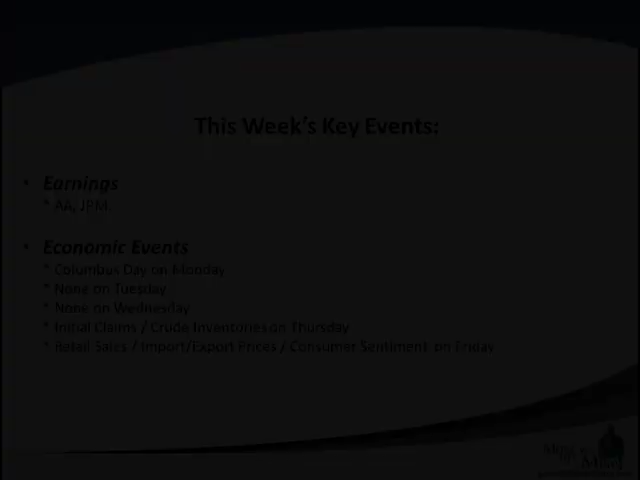 This Week's Key Events:
• Earnings
* AA, JPM
• Economic Events
* Columbus Day on Monday
* None on Tuesday
* None on Wednesday
* Initial Claims / Crude Inventories on Thursday
* Retail Sales / Import/Export Prices / Consumer Sentiment on Friday